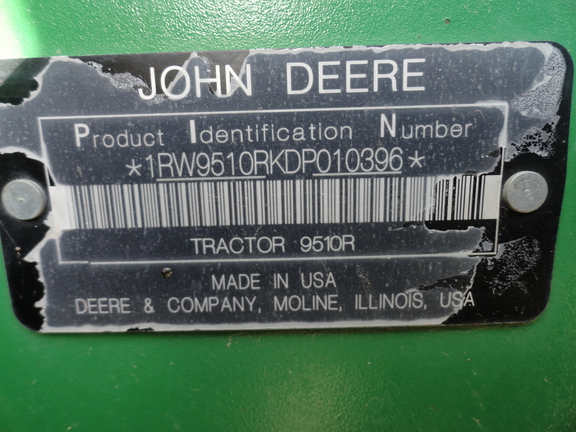 JOHN DEERE
Product Identification Number
*1RW9510RKDP010396*
TRACTOR 9510R
MADE IN USA
DEERE & COMPANY, MOLINE, ILLINOIS, USA